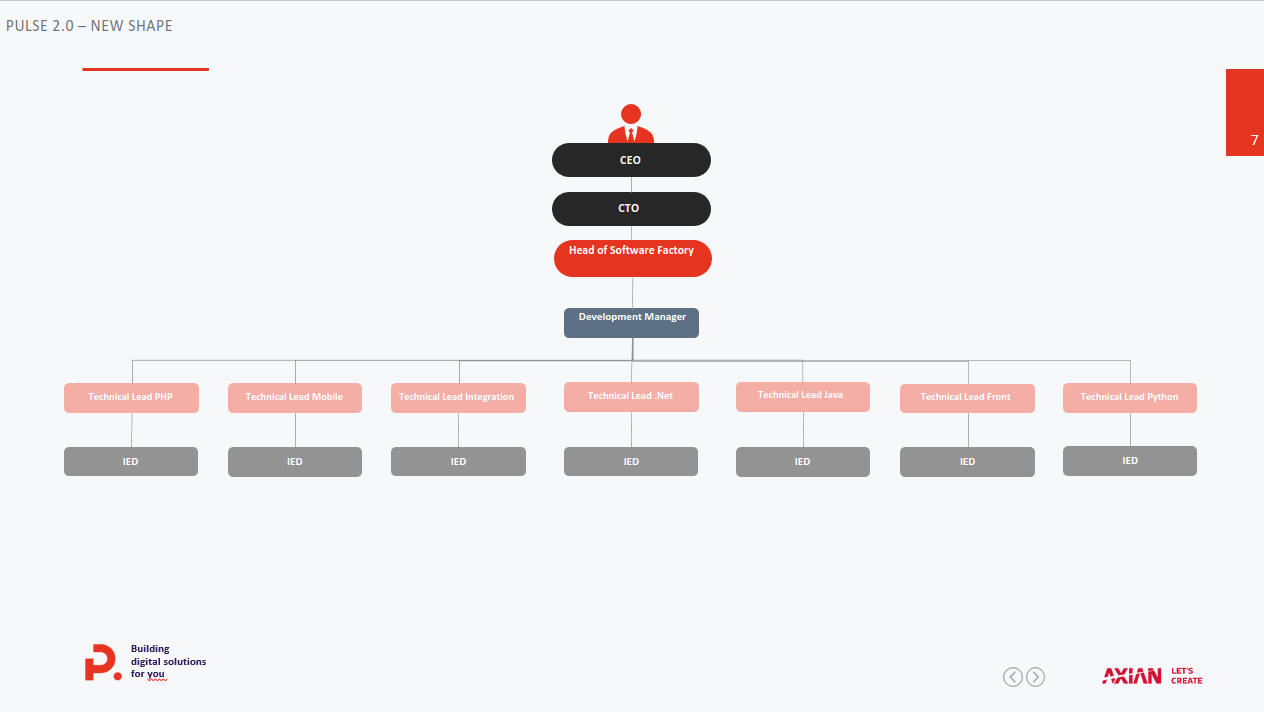 PULSE 2.0 – NEW SHAPE
7
CEO
CTO
Head of Software Factory
Development Manager
Technical Lead PHP
Technical Lead Mobile
Technical Lead Integration
Technical Lead .Net
Technical Lead Java
Technical Lead Front
Technical Lead Python
IED
IED
IED
IED
IED
IED
IED
P.
Building
digital solutions
for you
AXIAN
LET'S
CREATE